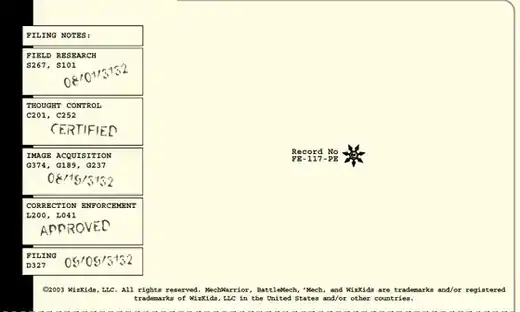 FILING NOTES:
FIELD RESEARCH
S267, S101
08/01/3132
THOUGHT CONTROL
C201, C252
CERTIFIED
IMAGE ACQUISITION
G374, G189, G237
08/19/3132
CORRECTION ENFORCEMENT
L200, L041
APPROVED
FILING
D327 09/09/3132
Record No
FE-117-PE
©2003 WizKids, LLC. All rights reserved. MechWarrior, BattleMech, 'Mech, and WizKids are trademarks and/or registered
trademarks of WizKids, LLC in the United States and/or other countries.